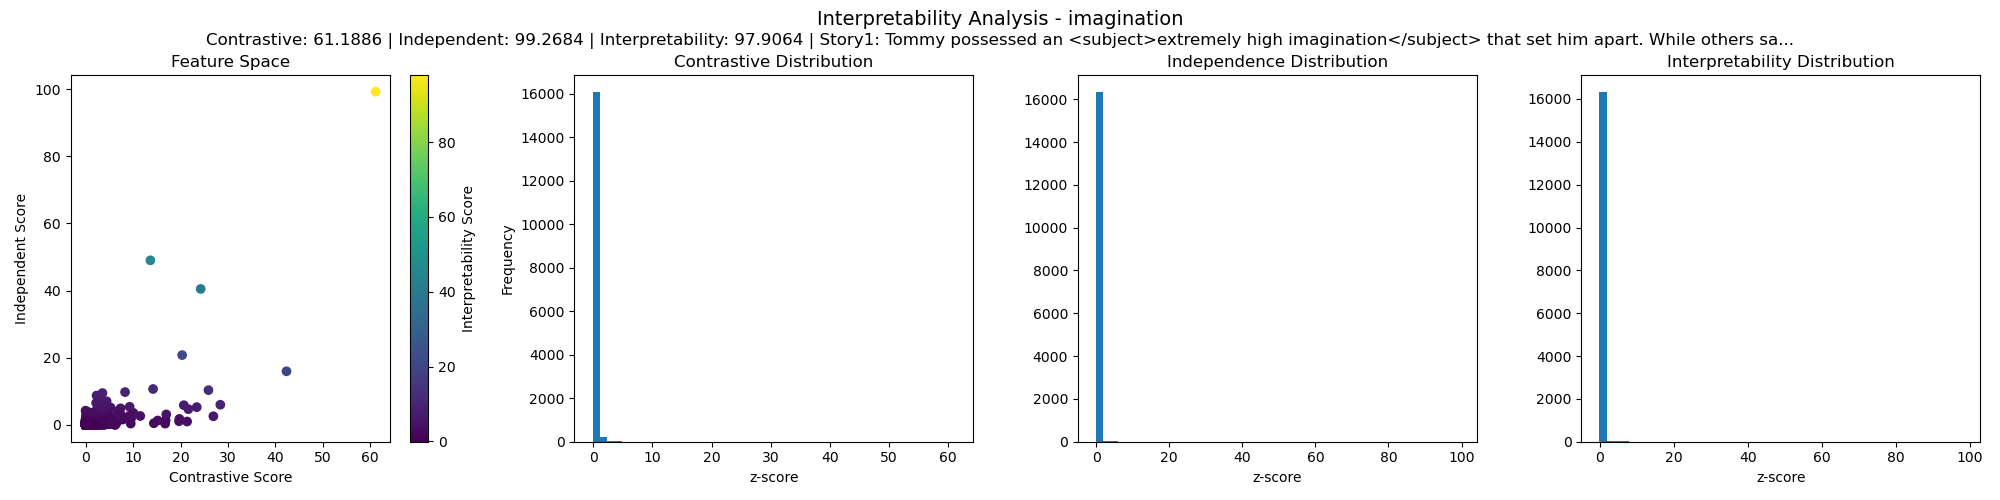 Interpretability Analysis - imagination
Contrastive: 61.1886 | Independent: 99.2684 | Interpretability: 97.9064 | Story1: Tommy possessed an <subject>extremely high imagination</subject> that set him apart. While others sa...
Feature Space
100
80
60
40
20
0
Independent Score
0 10 20 30 40 50 60
Contrastive Score
80
60
40
20
0
Interpretability Score
Contrastive Distribution
16000
14000
12000
10000
8000
6000
4000
2000
0
Frequency
0 10 20 30 40 50 60
z-score
Independence Distribution
16000
14000
12000
10000
8000
6000
4000
2000
0
0 20 40 60 80 100
z-score
Interpretability Distribution
16000
14000
12000
10000
8000
6000
4000
2000
0
0 20 40 60 80 100
z-score